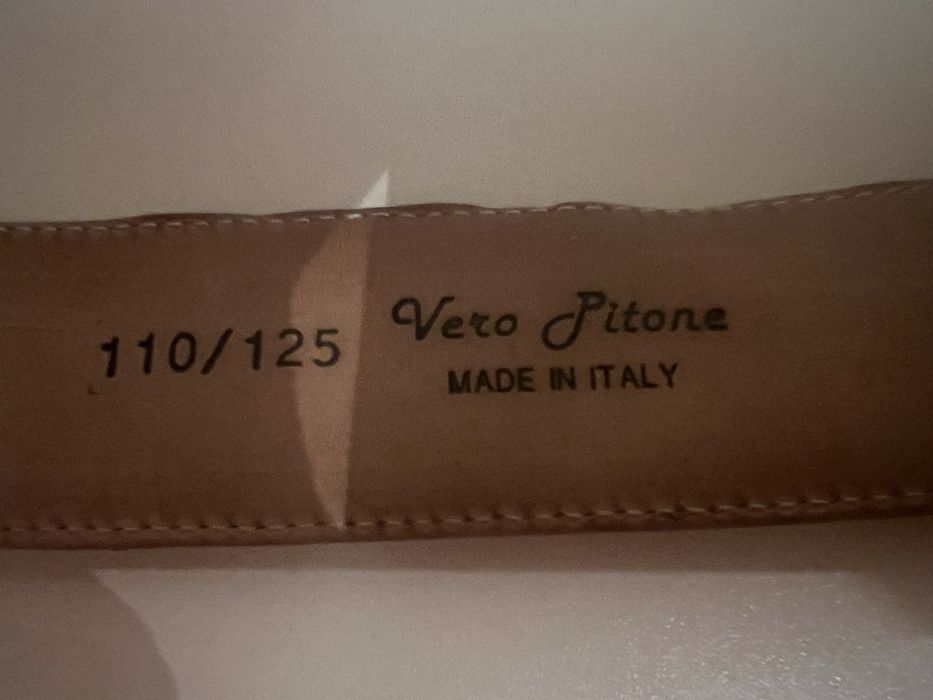 110/125
Vero Pitone
MADE IN ITALY